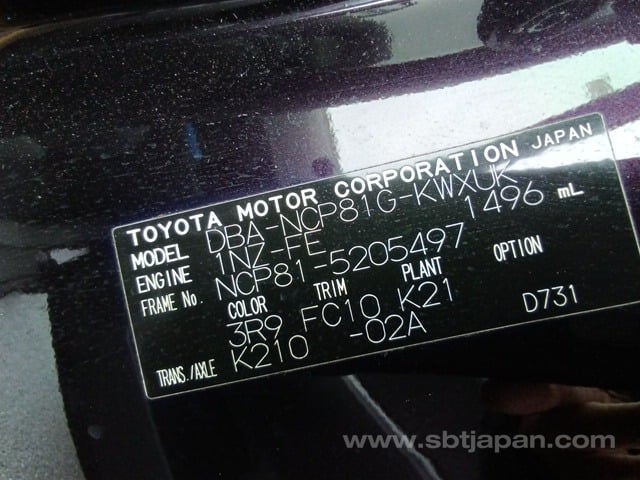 TOYOTA MOTOR CORPORATION JAPAN
MODEL DBA-NCP81G-KWXUK
ENGINE 1NZ-FE 1496 mL
FRAME No. NCP81-5205497
COLOR TRIM PLANT OPTION
3R9 FC10 K21 D731
TRANS./AXLE K210 -02A
www.sbtjapan.com